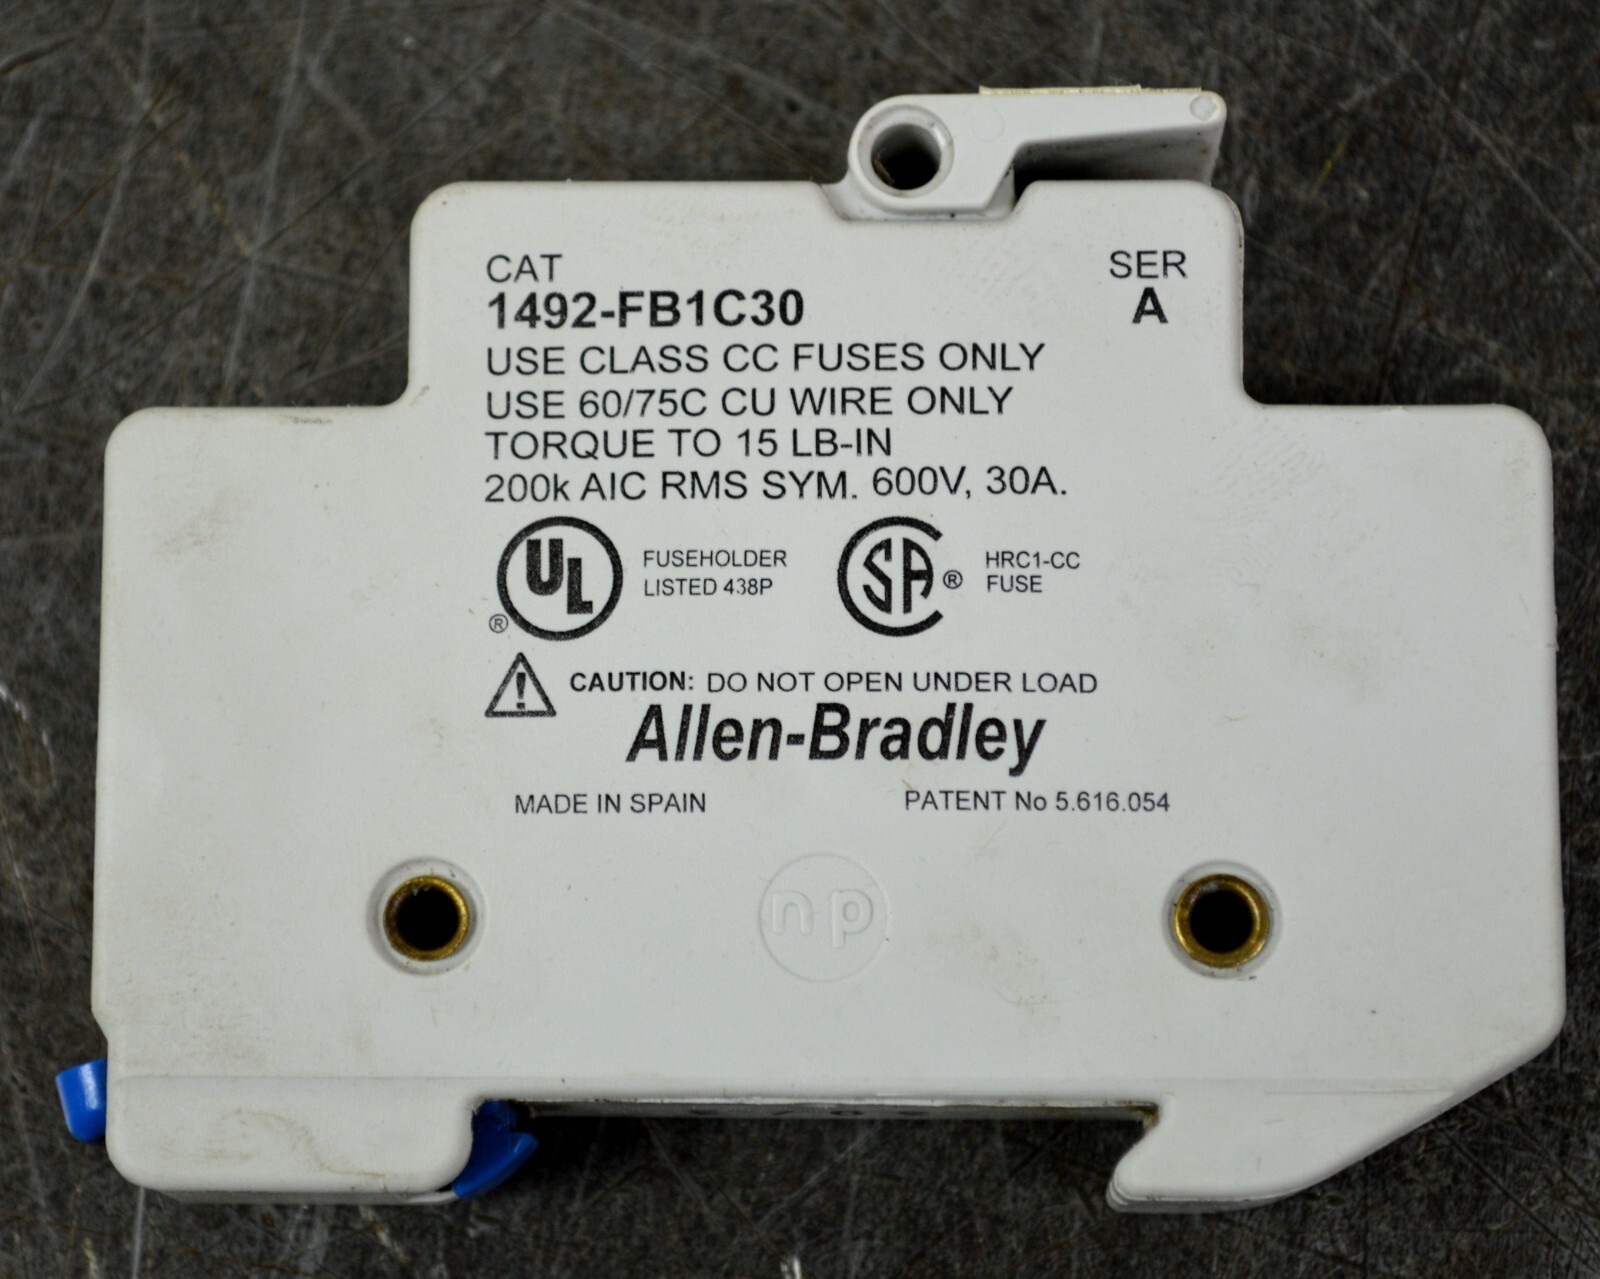 CAT SER
1492-FB1C30 A
USE CLASS CC FUSES ONLY
USE 60/75C CU WIRE ONLY
TORQUE TO 15 LB-IN
200k AIC RMS SYM. 600V, 30A.
UL ® FUSEHOLDER
LISTED 438P
SA ® HRC1-CC
FUSE
CAUTION: DO NOT OPEN UNDER LOAD
Allen-Bradley
MADE IN SPAIN PATENT No 5.616.054
np